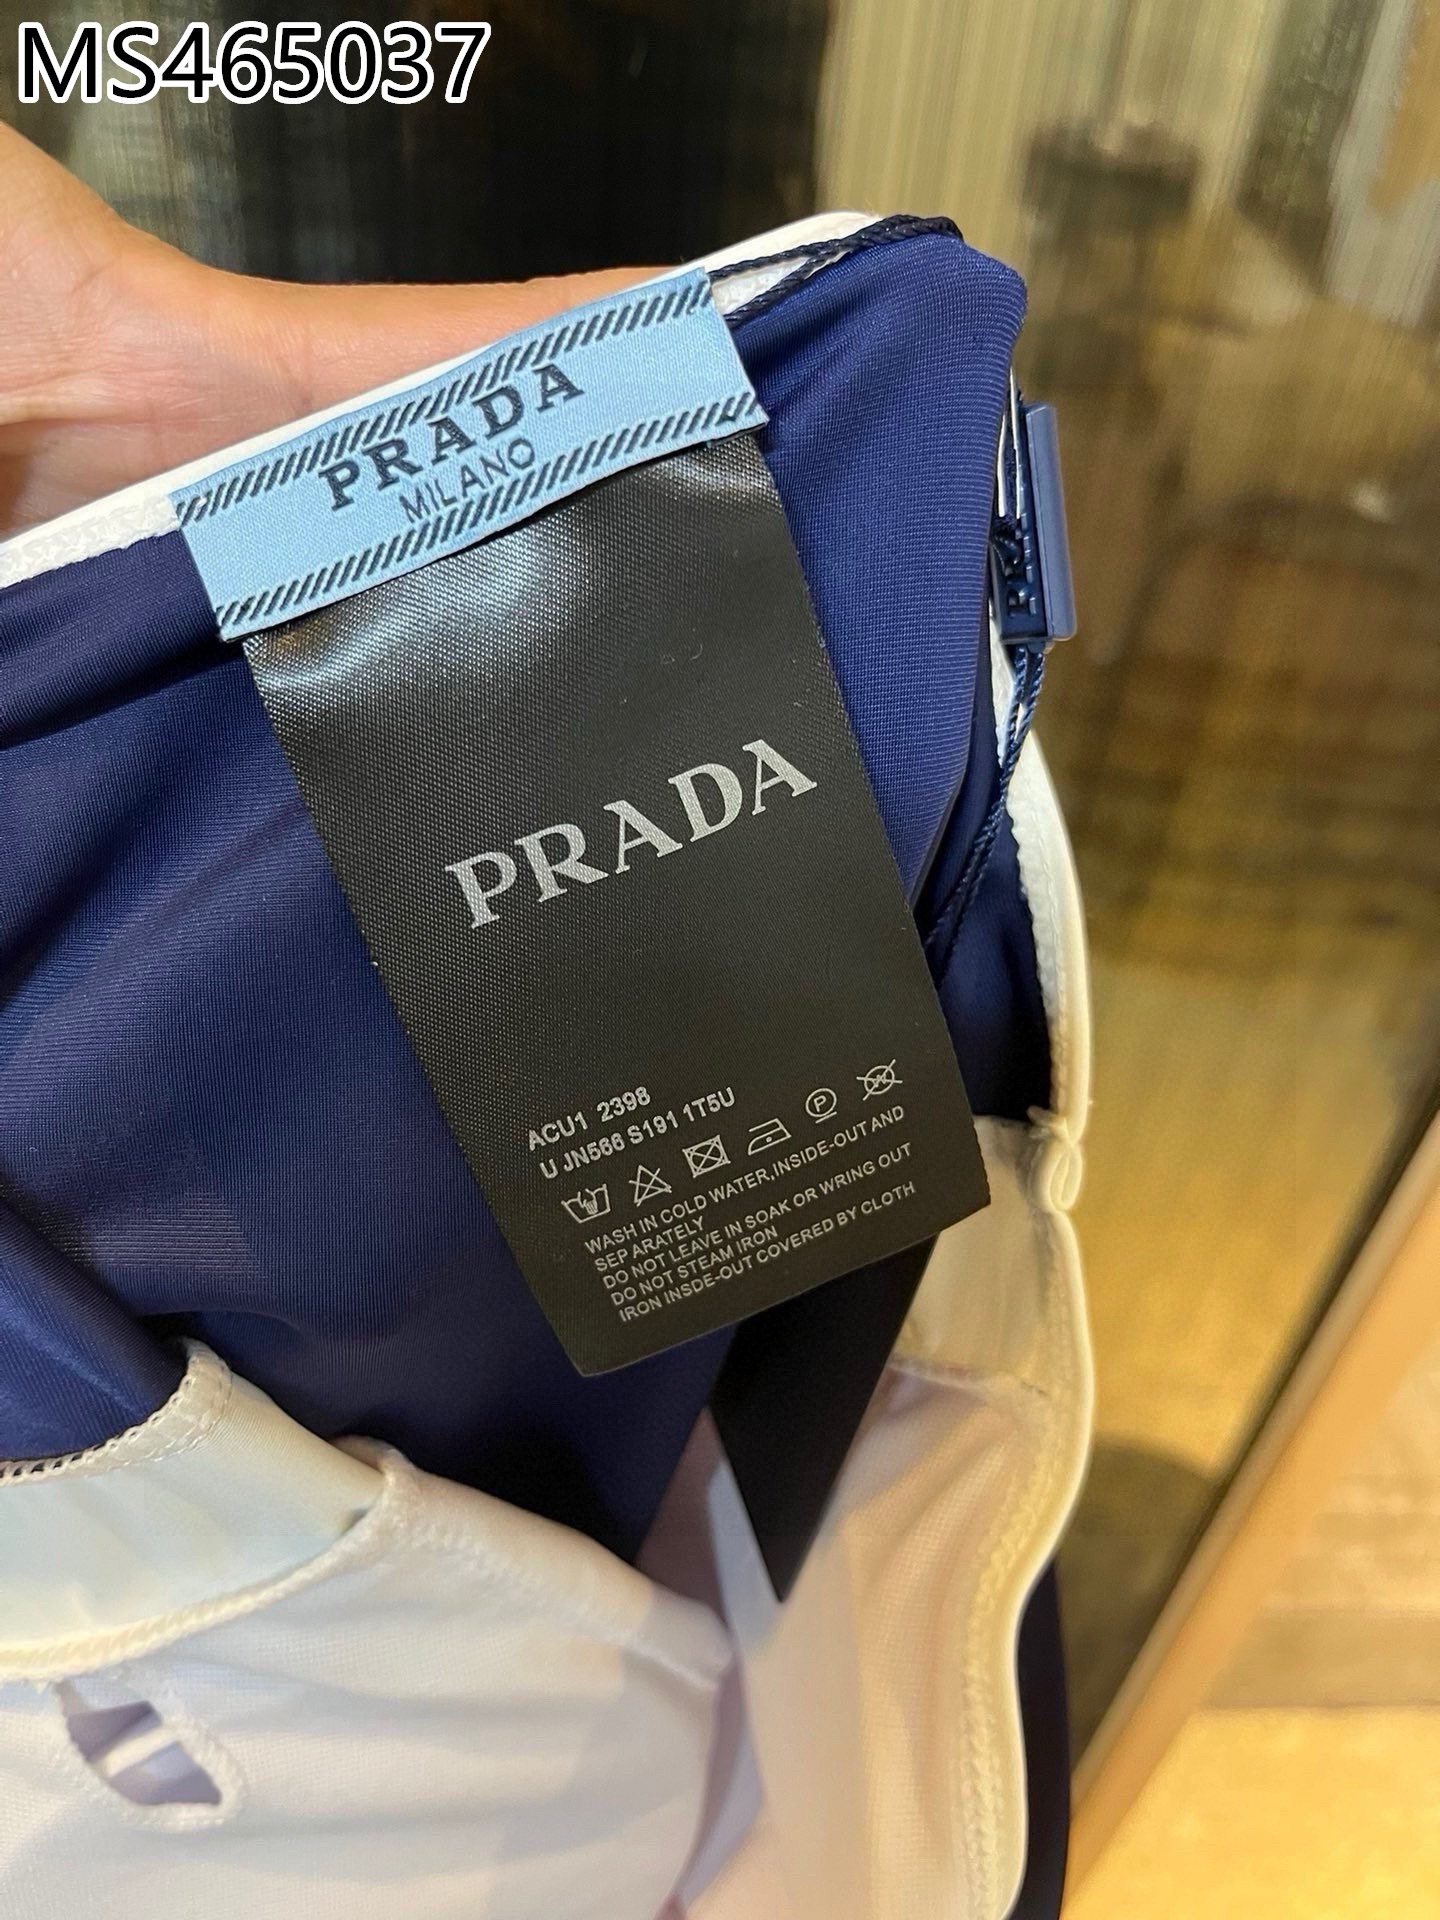 MS465037
PRADA
MILANO
PRADA
ACU1 2398
U JN566 S191 1T5U
P
WASH IN COLD WATER,INSIDE-OUT AND
SEP ARATELY
DO NOT LEAVE IN SOAK OR WRING OUT
DO NOT STEAM IRON
IRON INSDE-OUT COVERED BY CLOTH